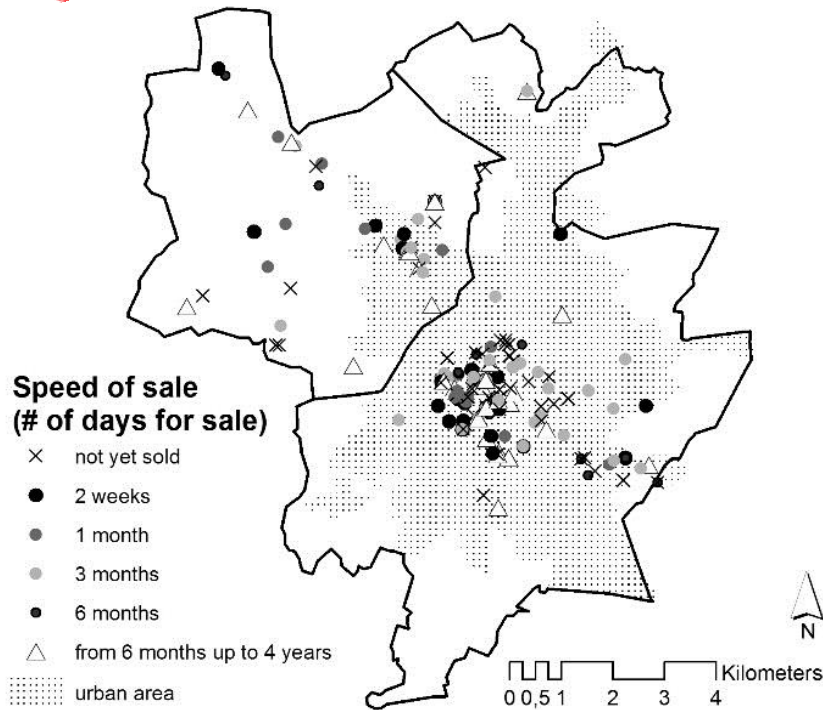 Speed of sale
(# of days for sale)
not yet sold
2 weeks
1 month
3 months
6 months
from 6 months up to 4 years
urban area
N
Kilometers
0 0,5 1 2 3 4